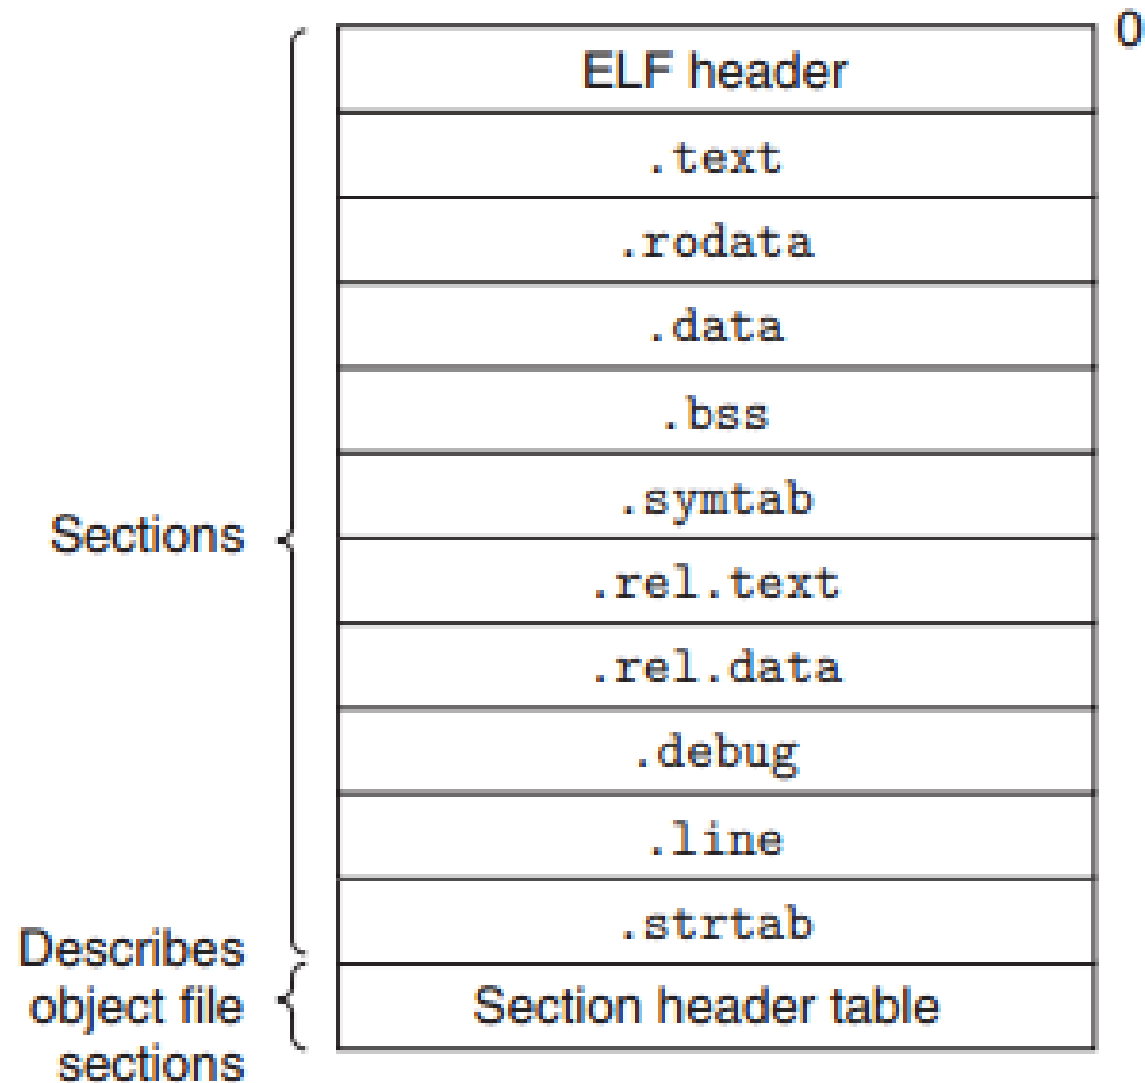 0
ELF header
.text
.rodata
.data
.bss
.symtab
Sections
.rel.text
.rel.data
.debug
.line
.strtab
Describes
object file
sections
Section header table